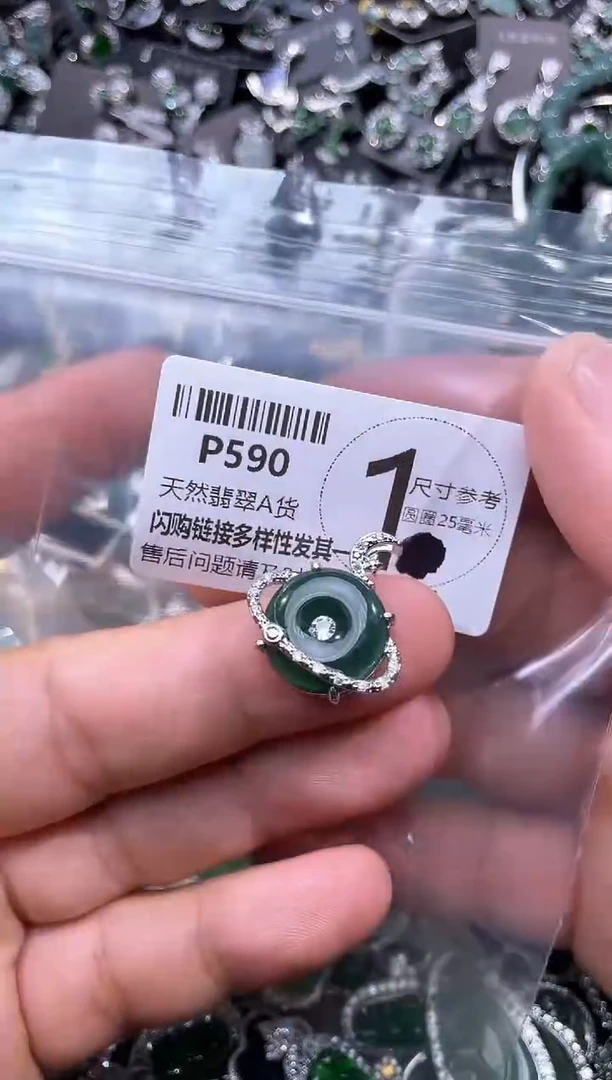 P590
天然翡翠A货
闪购链接多样性发其一
售后问题请
1
尺寸参考
圆圈25毫米